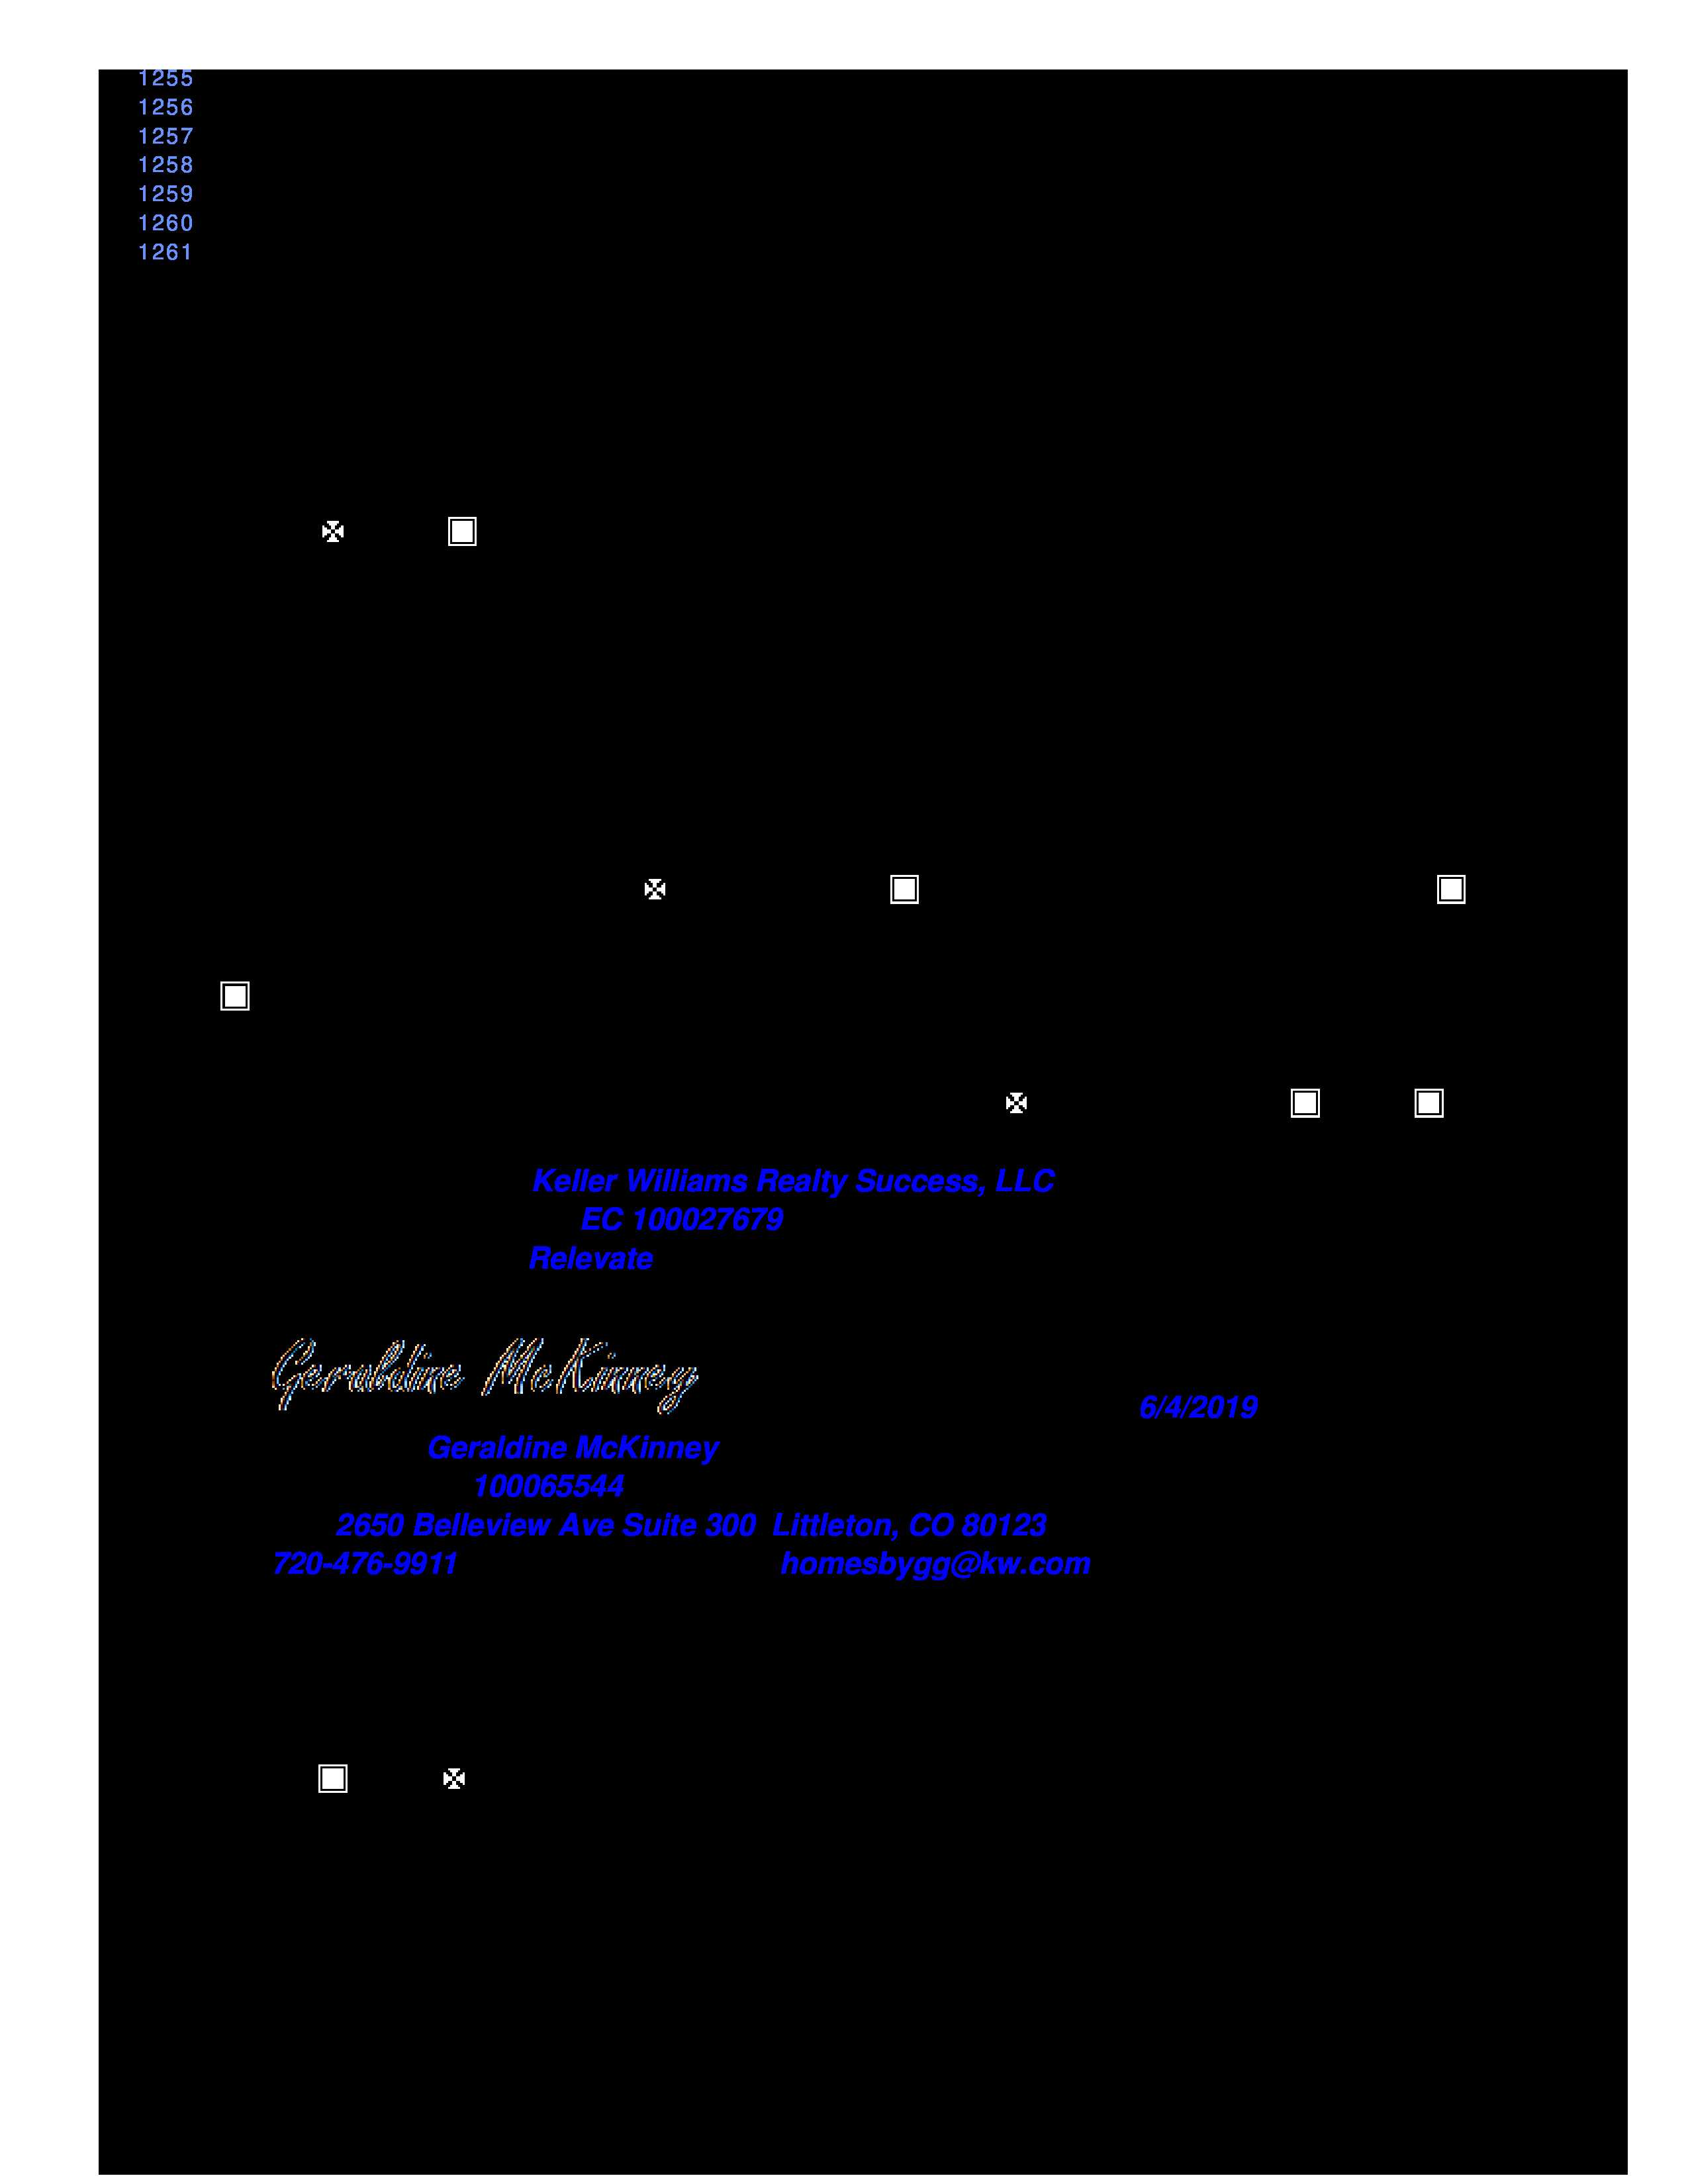 1255
1256
1257
1258
1259
1260
1261
Keller Williams Realty Success, LLC
EC 100027679
Relevate
Geraldine McKinney
6/4/2019
Geraldine McKinney
100065544
2650 Belleview Ave Suite 300  Littleton, CO 80123
720-476-9911 homesbygg@kw.com